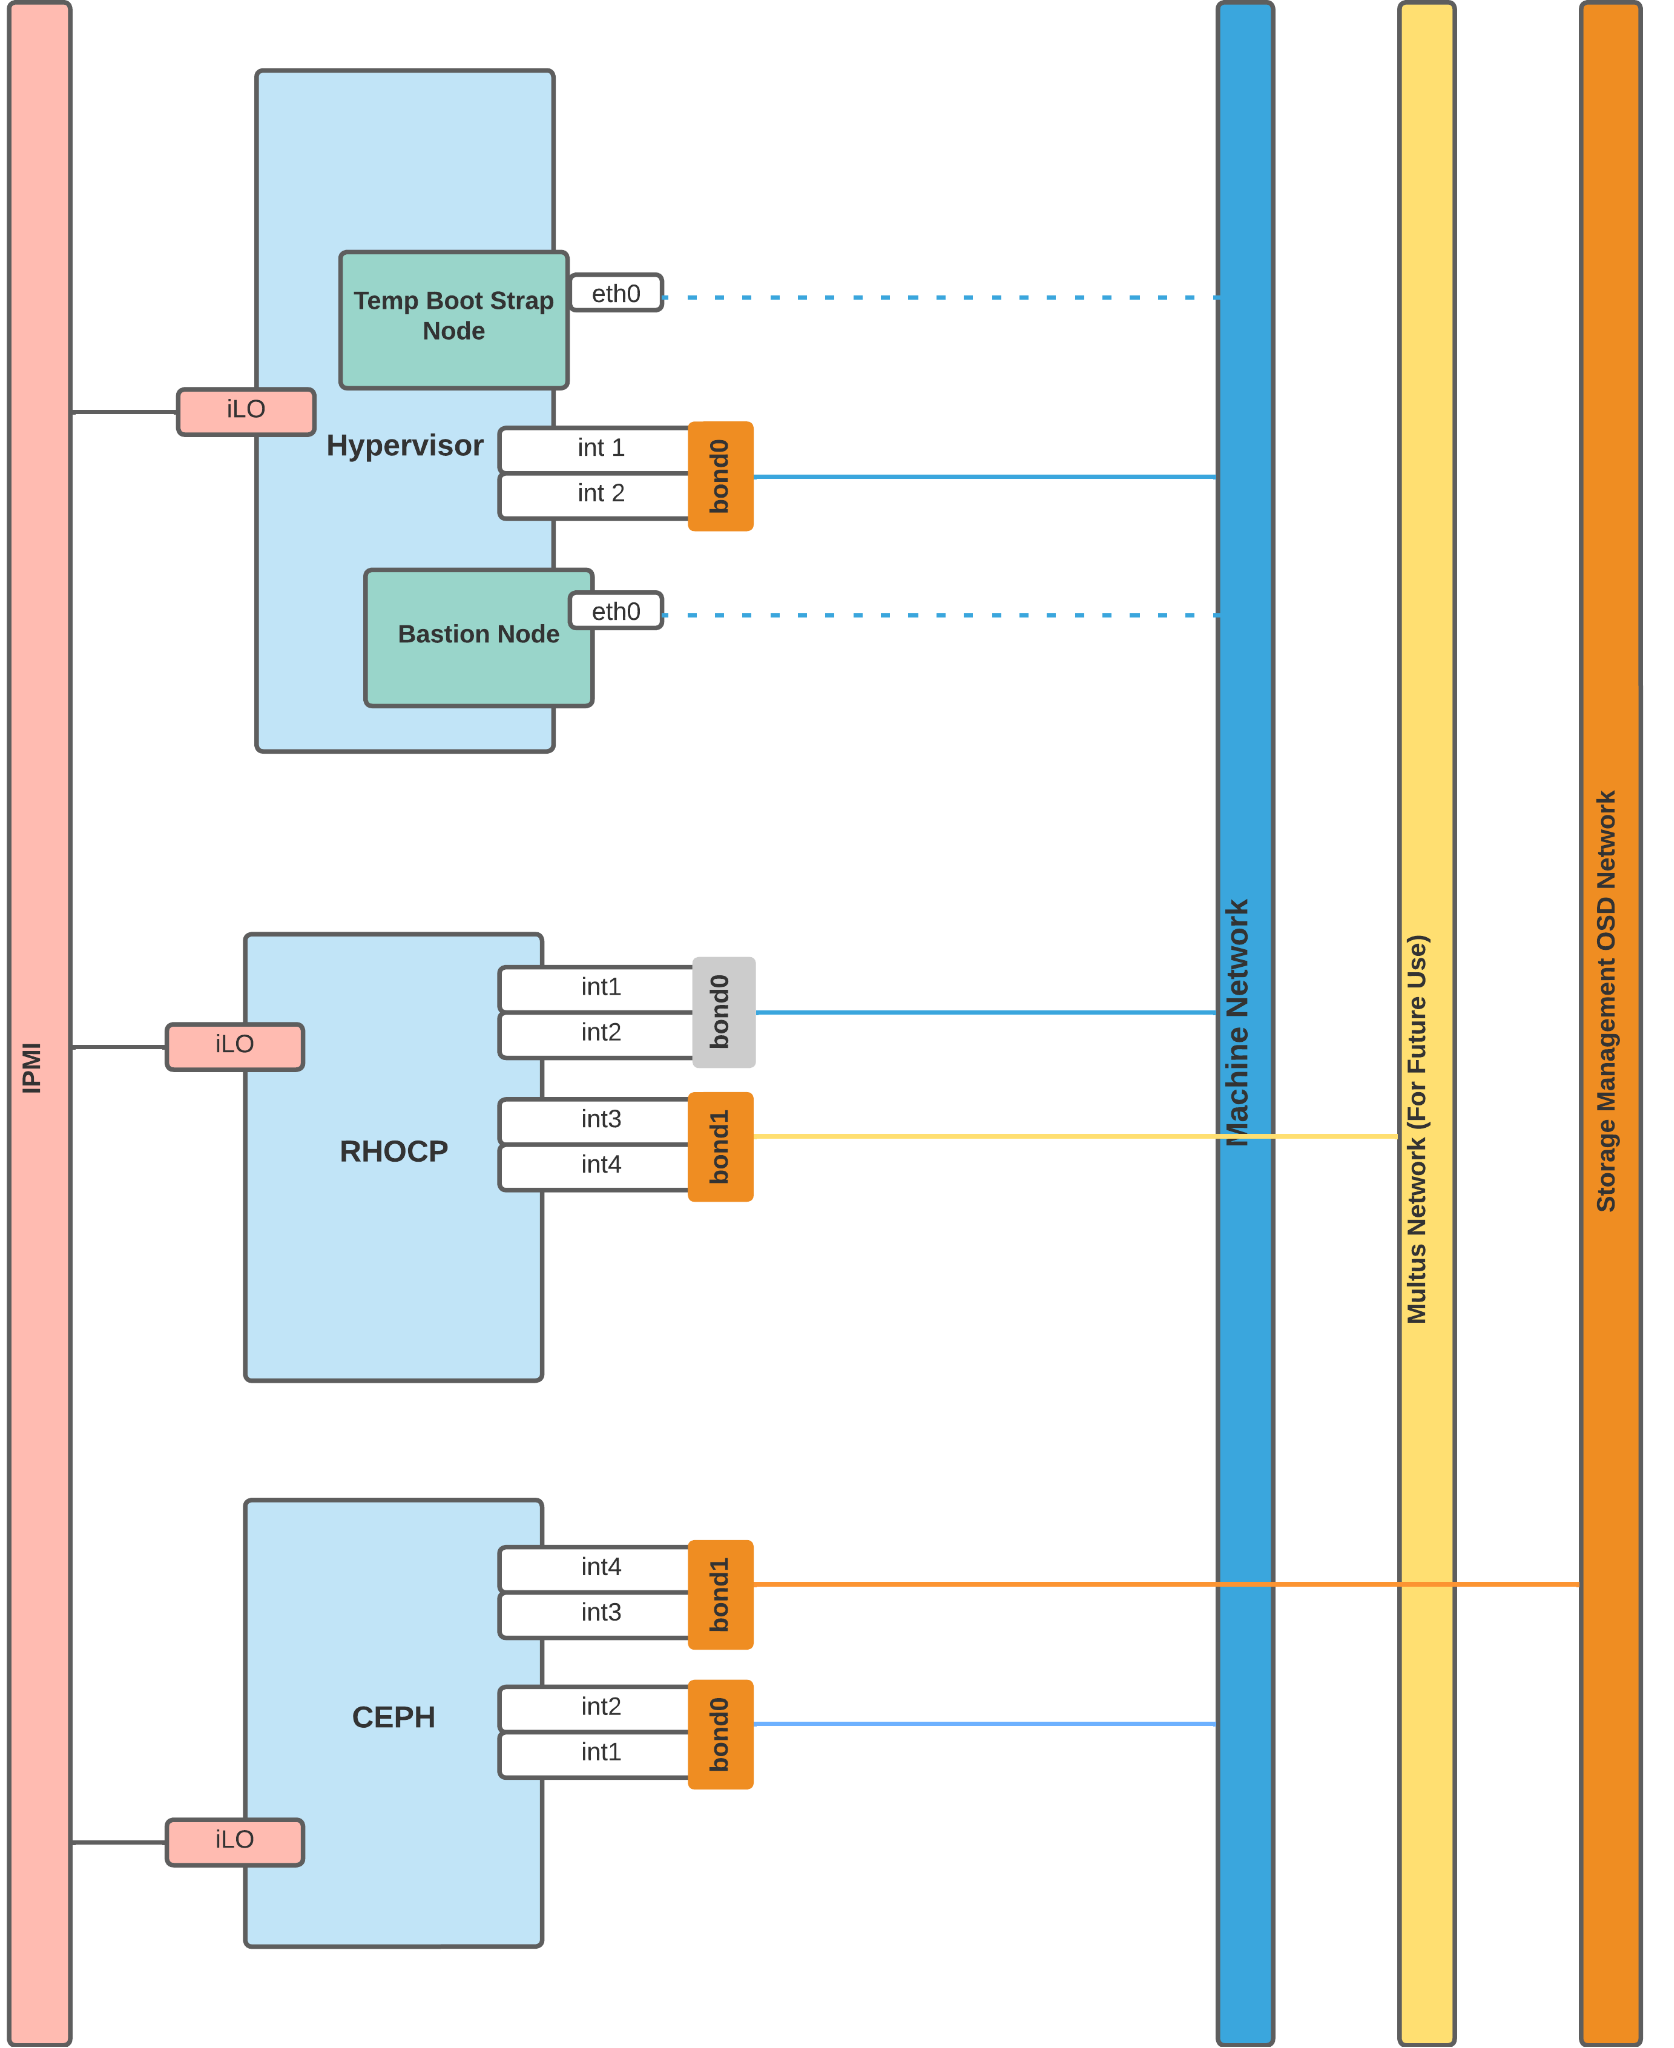 IPMI
Temp Boot Strap
Node
eth0
iLO
Hypervisor
int 1
int 2
bond0
Bastion Node
eth0
iLO
RHOCP
int1
int2
bond0
int3
int4
bond1
CEPH
int4
int3
bond1
int2
int1
bond0
iLO
Machine Network
Multus Network (For Future Use)
Storage Management OSD Network